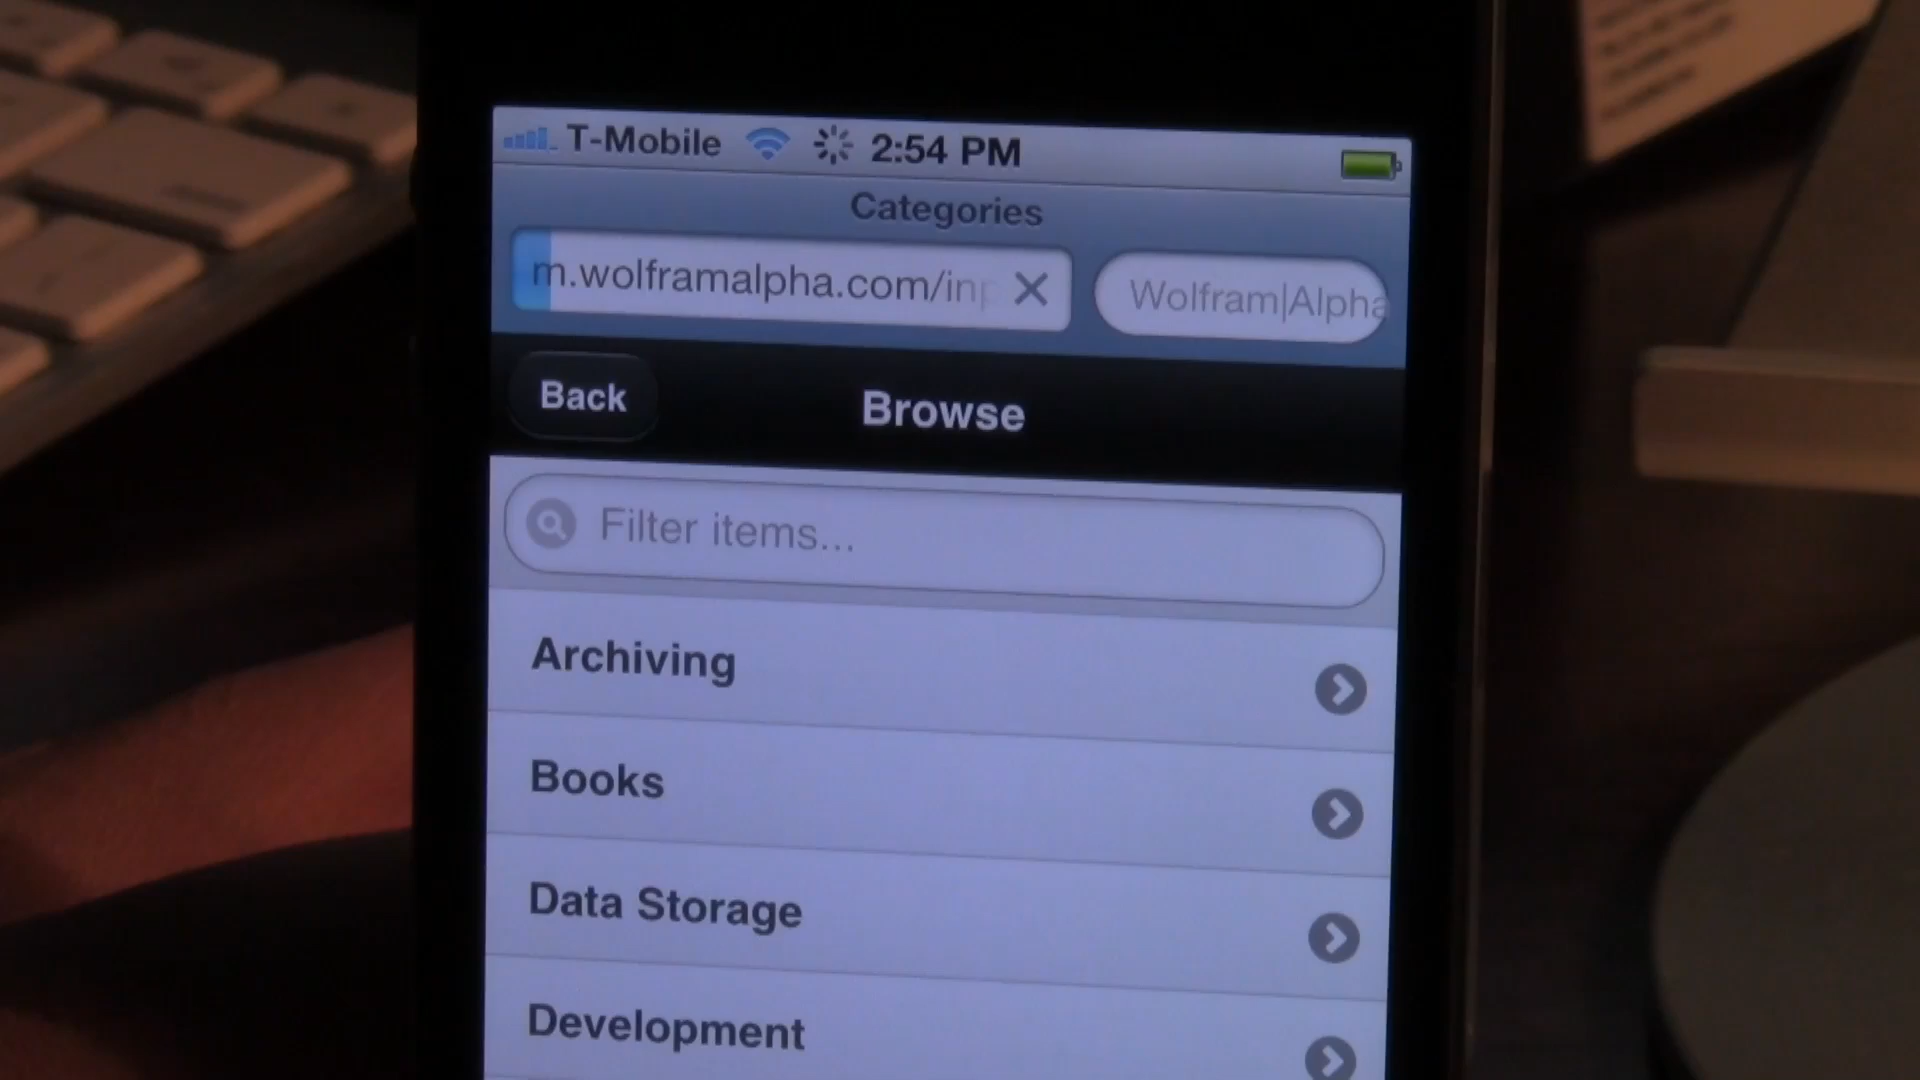 T-Mobile 2:54 PM
Categories
m.wolframalpha.com/inp
Wolfram|Alpha
Back
Browse
Filter items...
Archiving
Books
Data Storage
Development